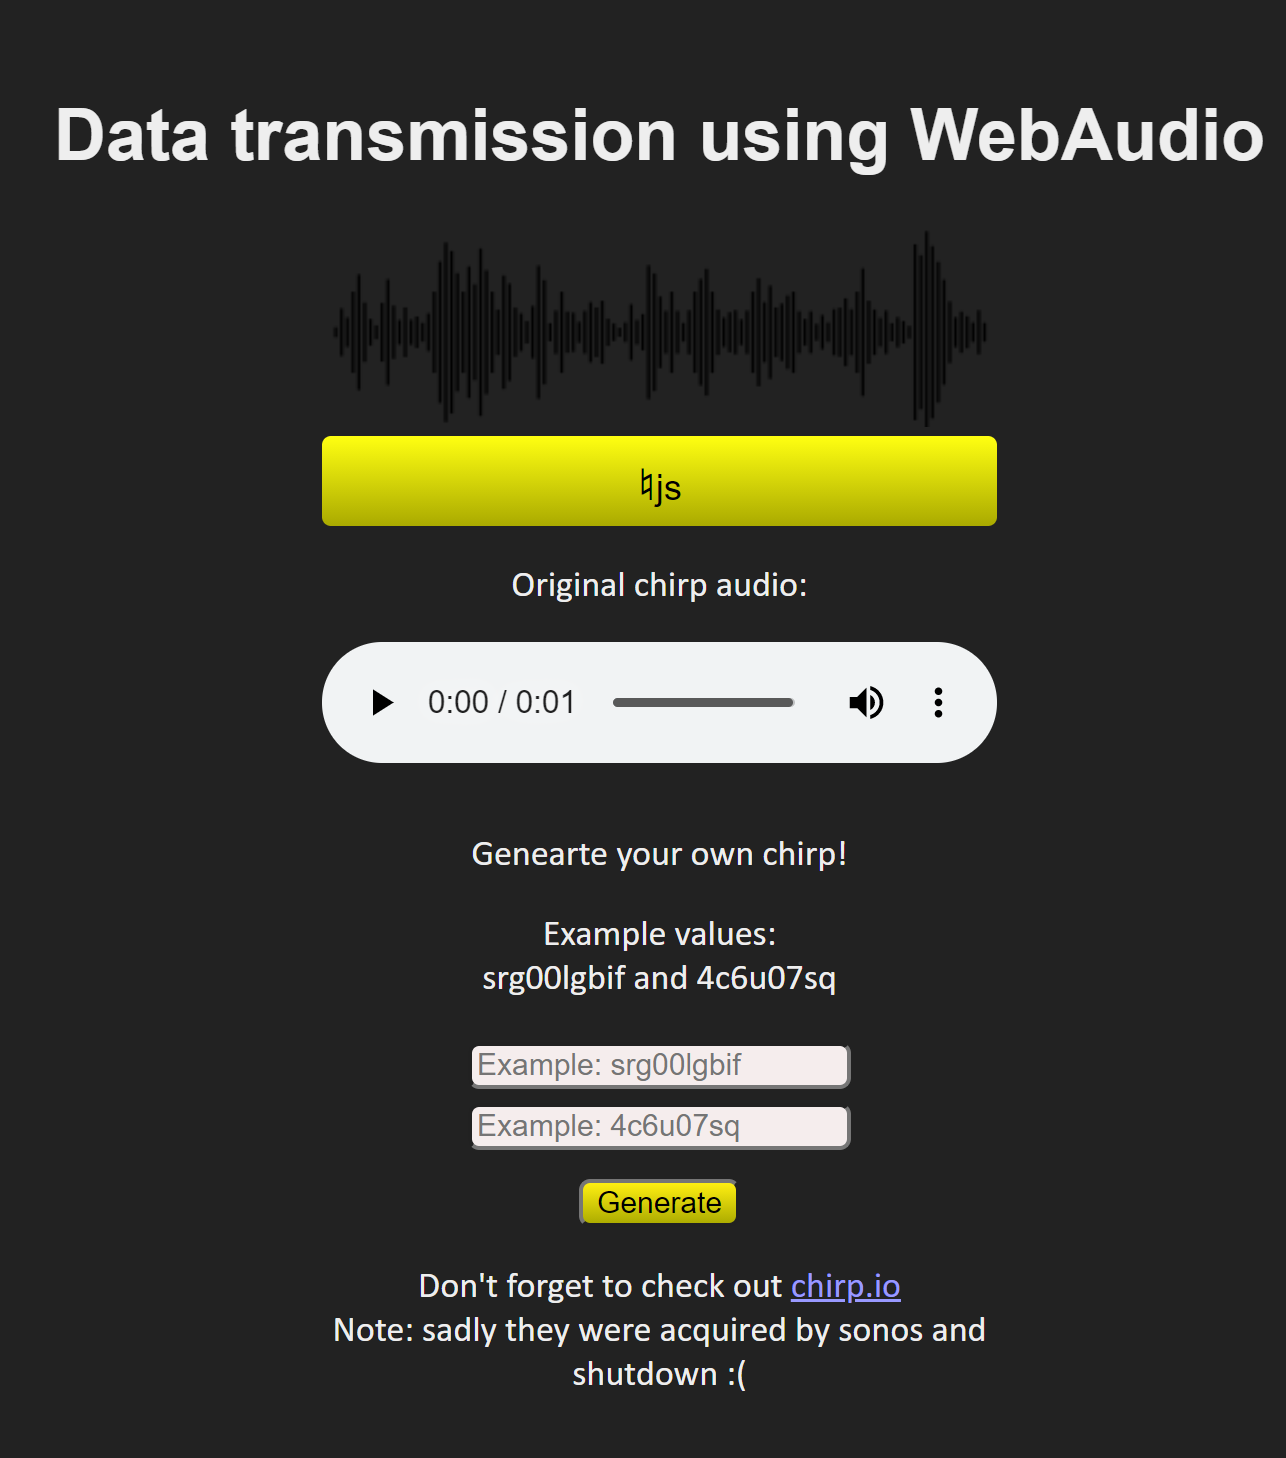 Data transmission using WebAudio
♮js
Original chirp audio:
0:00 / 0:01
Genearte your own chirp!
Example values:
srg00lgbif and 4c6u07sq
Example: srg00lgbif
Example: 4c6u07sq
Generate
Don't forget to check out chirp.io
Note: sadly they were acquired by sonos and
shutdown :(